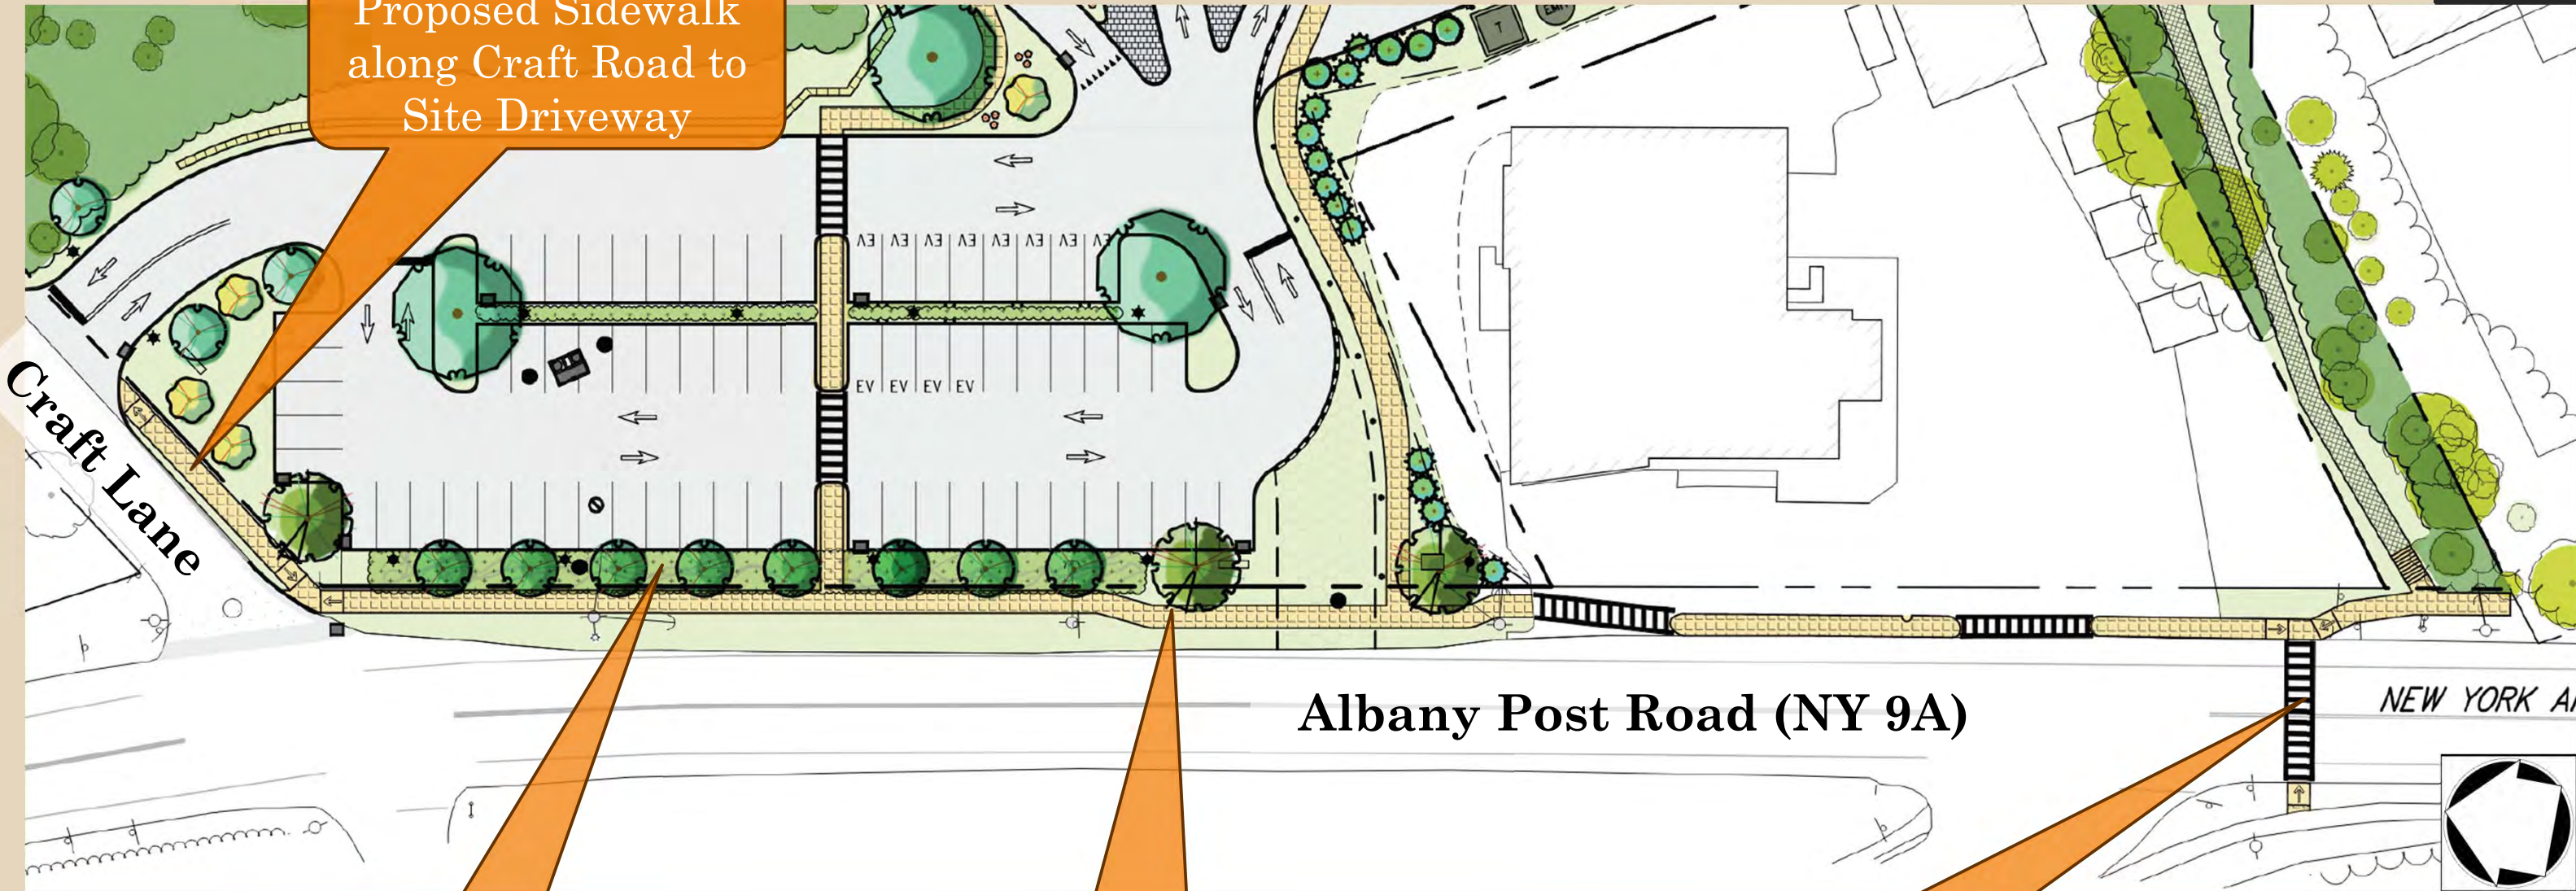 Proposed Sidewalk
along Craft Road to
Site Driveway
T
EV EV EV EV EV EV EV EV
EV EV EV EV
Craft Lane
Albany Post Road (NY 9A)
NEW YORK